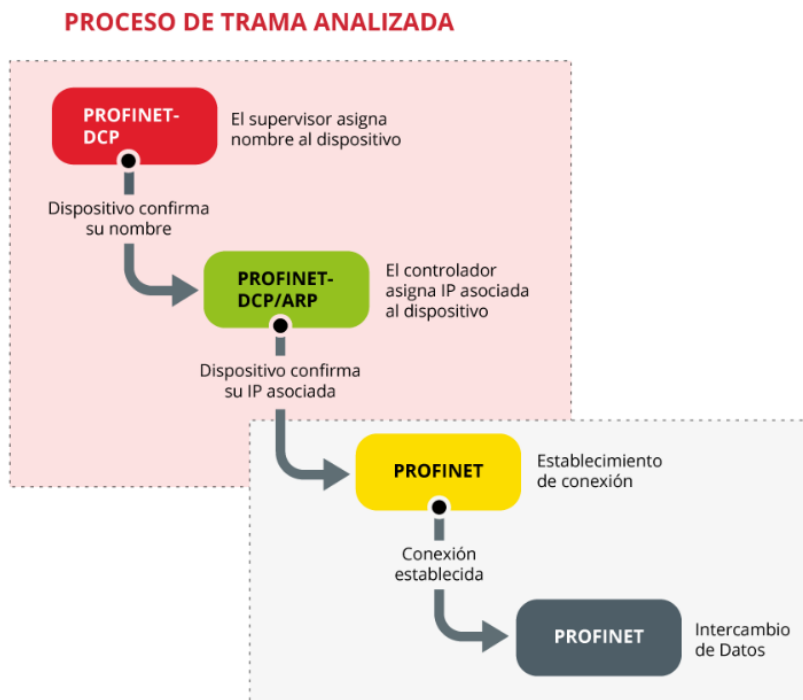 PROCESO DE TRAMA ANALIZADA
PROFINET-
DCP
El supervisor asigna
nombre al dispositivo
Dispositivo confirma
su nombre
PROFINET-
DCP/ARP
El controlador
asigna IP asociada
al dispositivo
Dispositivo confirma
su IP asociada
PROFINET
Establecimiento
de conexión
Conexión
establecida
PROFINET
Intercambio
de Datos